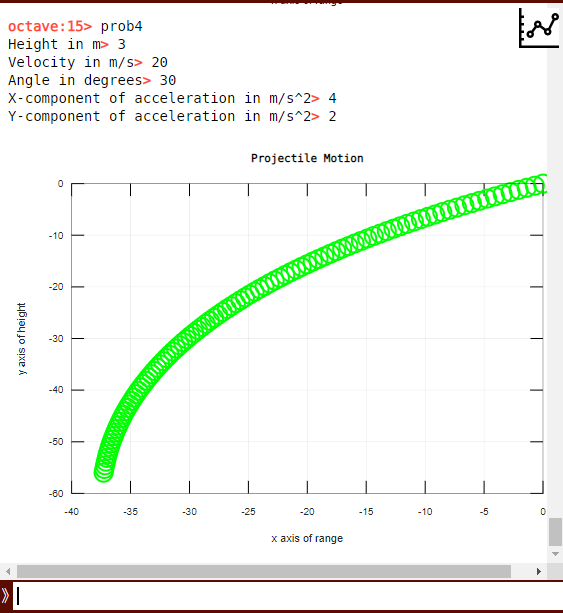 octave:15> prob4
Height in m> 3
Velocity in m/s> 20
Angle in degrees> 30
X-component of acceleration in m/s^2> 4
Y-component of acceleration in m/s^2> 2
Projectile Motion
0
-10
-20
-30
-40
-50
-60
y axis of height
-40 -35 -30 -25 -20 -15 -10 -5 0
x axis of range